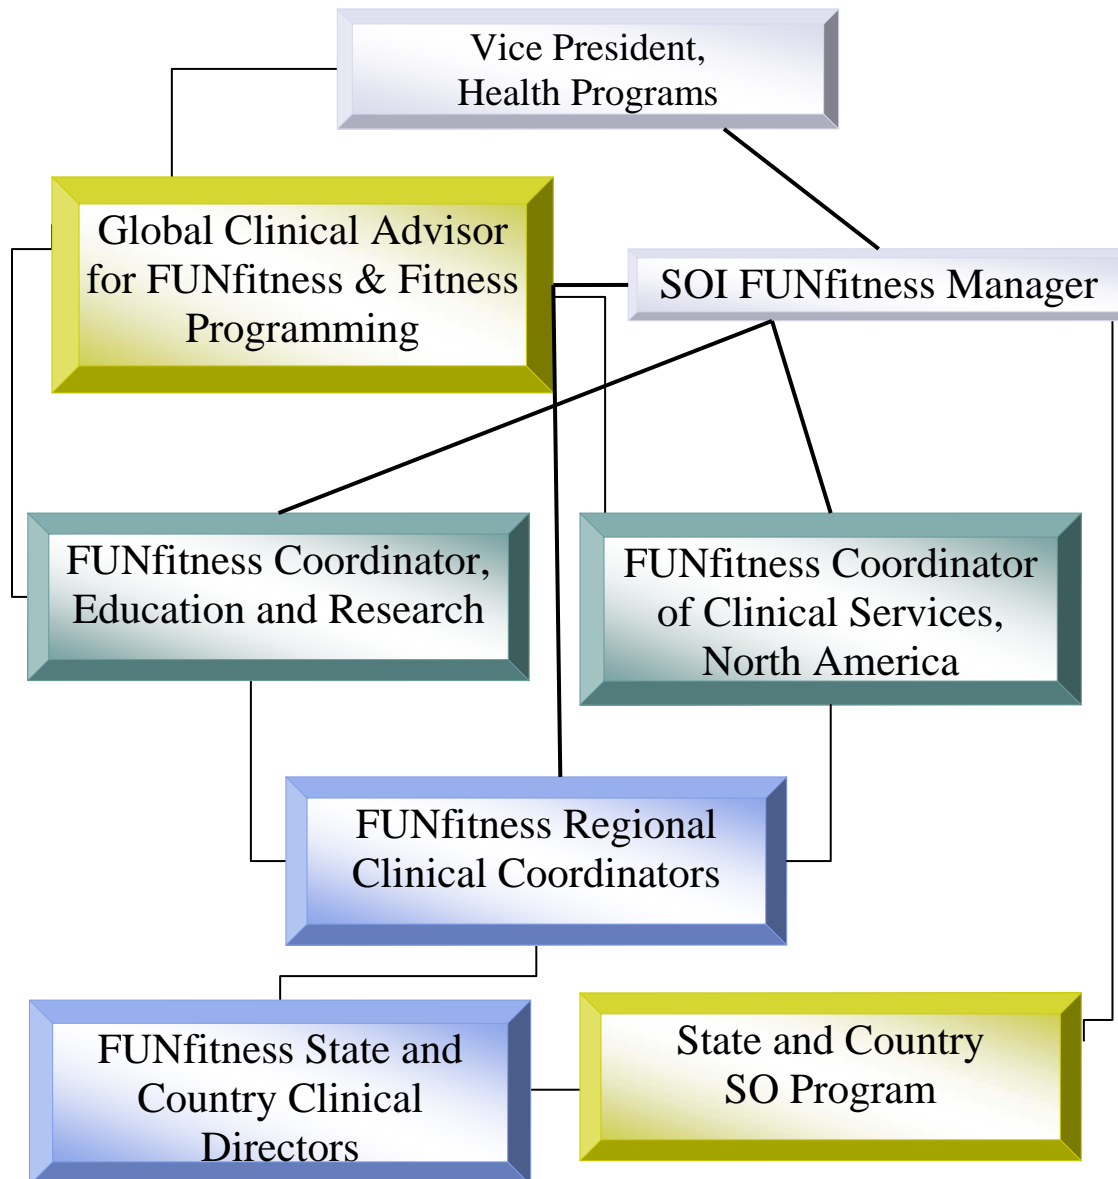 Vice President,
Health Programs
Global Clinical Advisor
for FUNfitness & Fitness
Programming
SOI FUNfitness Manager
FUNfitness Coordinator,
Education and Research
FUNfitness Coordinator
of Clinical Services,
North America
FUNfitness Regional
Clinical Coordinators
FUNfitness State and
Country Clinical
Directors
State and Country
SO Program